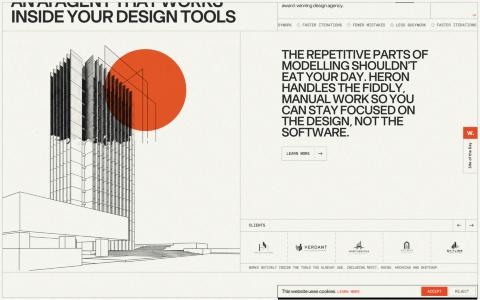 AN AI AGENT THAT WORKS
INSIDE YOUR DESIGN TOOLS
award-winning design agency.
FASTER ITERATIONS
FEWER MISTAKES
LESS BUSYWORK
FASTER ITERATIONS
THE REPETITIVE PARTS OF
MODELLING SHOULDN'T
EAT YOUR DAY. HERON
HANDLES THE FIDDLY,
MANUAL WORK SO YOU
CAN STAY FOCUSED ON
THE DESIGN, NOT THE
SOFTWARE.
LEARN MORE →
W.
Site of the Day
CLIENTS ← →
VERDANT
WORKS NATIVELY INSIDE THE TOOLS YOU ALREADY USE, INCLUDING REVIT, RHINO, ARCHICAD AND SKETCHUP.
This website uses cookies. LEARN MORE
ACCEPT
REJECT